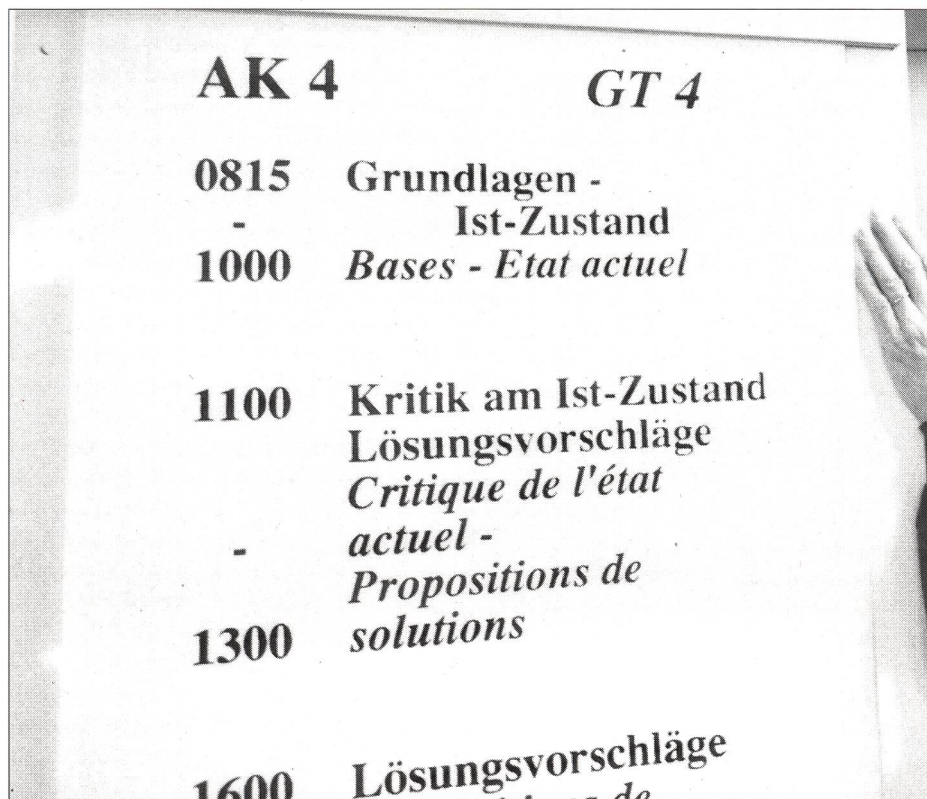 AK 4 GT 4
0815 Grundlagen -
- Ist-Zustand
1000 Bases - Etat actuel
1100 Kritik am Ist-Zustand
Lösungsvorschläge
Critique de l'état
- actuel -
Propositions de
1300 solutions
1600 Lösungsvorschläge
de